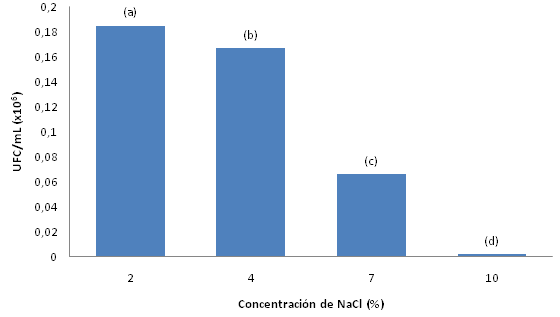 0,2
0,18
0,16
0,14
0,12
0,1
0,08
0,06
0,04
0,02
0
UFC/mL (x10⁶)
(a)
(b)
(c)
(d)
2 4 7 10
Concentración de NaCl (%)